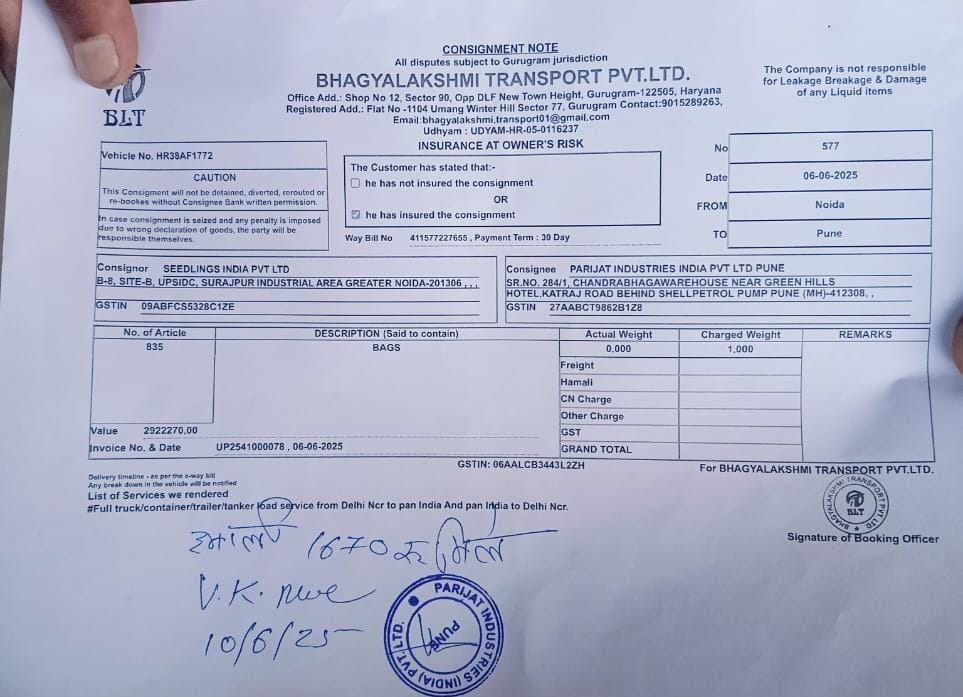 CONSIGNMENT NOTE
All disputes subject to Gurugram jurisdiction
BHAGYALAKSHMI TRANSPORT PVT.LTD.
Office Add.: Shop No 12, Sector 90, Opp DLF New Town Height, Gurugram-122505, Haryana
Registered Add.: Flat No -1104 Umang Winter Hill Sector 77, Gurugram Contact:9015289263,
Email:bhagyalakshmi.transport01@gmail.com
Udhyam : UDYAM-HR-05-0116237
INSURANCE AT OWNER'S RISK
The Company is not responsible
for Leakage Breakage & Damage
of any Liquid items
BLT
Vehicle No. HR38AF1772
CAUTION
This Consignment will not be detained, diverted, rerouted or
re-bookes without Consignee Bank written permission.
In case consignment is seized and any penalty is imposed
due to wrong declaration of goods, the party will be
responsible themselves.
The Customer has stated that:-
he has not insured the consignment
OR
he has insured the consignment
Way Bill No 411577227655 , Payment Term : 30 Day
No 577
Date 06-06-2025
FROM Noida
TO Pune
Consignor SEEDLINGS INDIA PVT LTD
B-8, SITE-B, UPSIDC, SURAJPUR INDUSTRIAL AREA GREATER NOIDA-201306 , , ,
GSTIN 09ABFCS5328C1ZE
Consignee PARIJAT INDUSTRIES INDIA PVT LTD PUNE
SR.NO. 284/1, CHANDRABHAGAWAREHOUSE NEAR GREEN HILLS
HOTEL,KATRAJ ROAD BEHIND SHELLPETROL PUMP PUNE (MH)-412308, ,
GSTIN 27AABCT9862B1Z8
No. of Article DESCRIPTION (Said to contain) Actual Weight Charged Weight REMARKS
835 BAGS 0.000 1,000
Freight
Hamali
CN Charge
Other Charge
GST
GRAND TOTAL
Value 2922270.00
Invoice No. & Date UP2541000078 , 06-06-2025
GSTIN: 06AALCB3443L2ZH
For BHAGYALAKSHMI TRANSPORT PVT.LTD.
Delivery timeline - as per the e-way bill
Any break down in the vehicle will be notified
List of Services we rendered
#Full truck/container/trailer/tanker load service from Delhi Ncr to pan India And pan India to Delhi Ncr.
BHAGYALAKSHMI TRANSPORT PVT LTD
BLT
Signature of Booking Officer
1670
V.K.
10/6/25
PARIJAT INDUSTRIES (INDIA) PVT. LTD.
PUNE